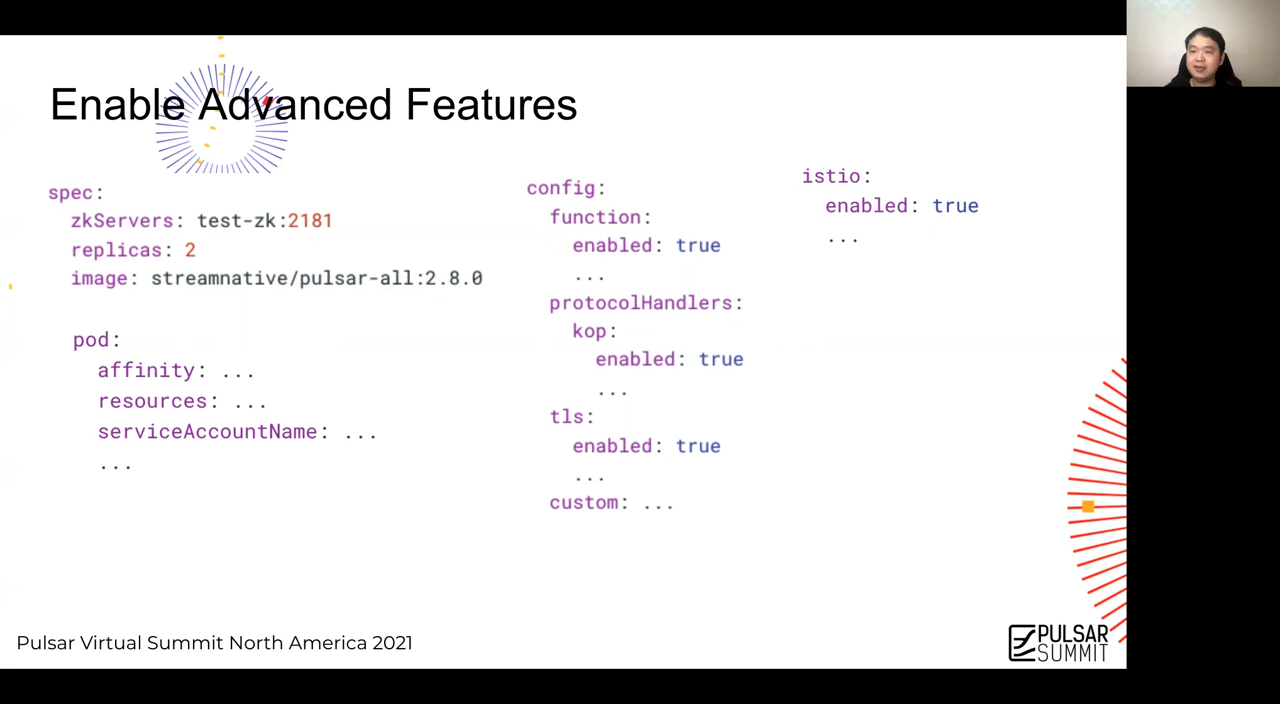 Enable Advanced Features
spec:
zkServers: test-zk:2181
replicas: 2
image: streamnative/pulsar-all:2.8.0
pod:
affinity: ...
resources: ...
serviceAccountName: ...
...
config:
function:
enabled: true
...
protocolHandlers:
kop:
enabled: true
...
tls:
enabled: true
...
custom: ...
istio:
enabled: true
...
Pulsar Virtual Summit North America 2021
PULSAR
SUMMIT